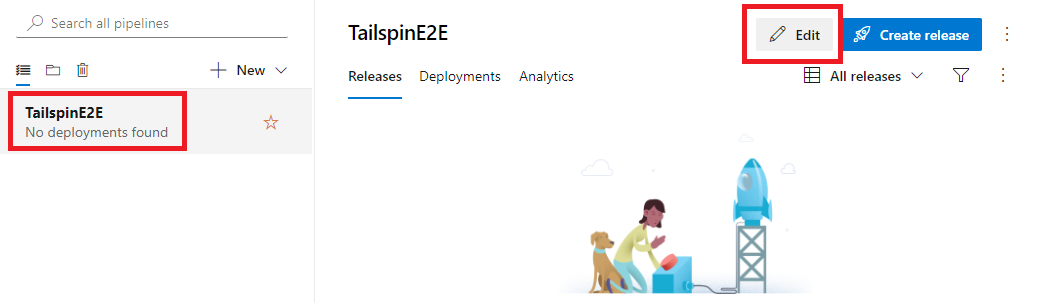 Search all pipelines
New
TailspinE2E
No deployments found
TailspinE2E
Edit
Create release
Releases Deployments Analytics
All releases